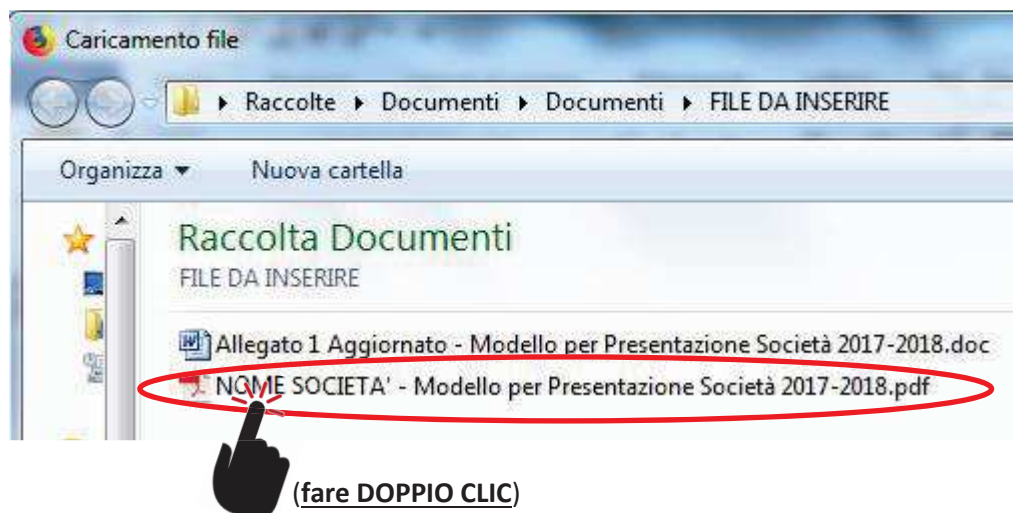 Caricamento file
Raccolte Documenti Documenti FILE DA INSERIRE
Organizza Nuova cartella
Raccolta Documenti
FILE DA INSERIRE
Allegato 1 Aggiornato - Modello per Presentazione Società 2017-2018.doc
NOME SOCIETA' - Modello per Presentazione Società 2017-2018.pdf
(fare DOPPIO CLIC)